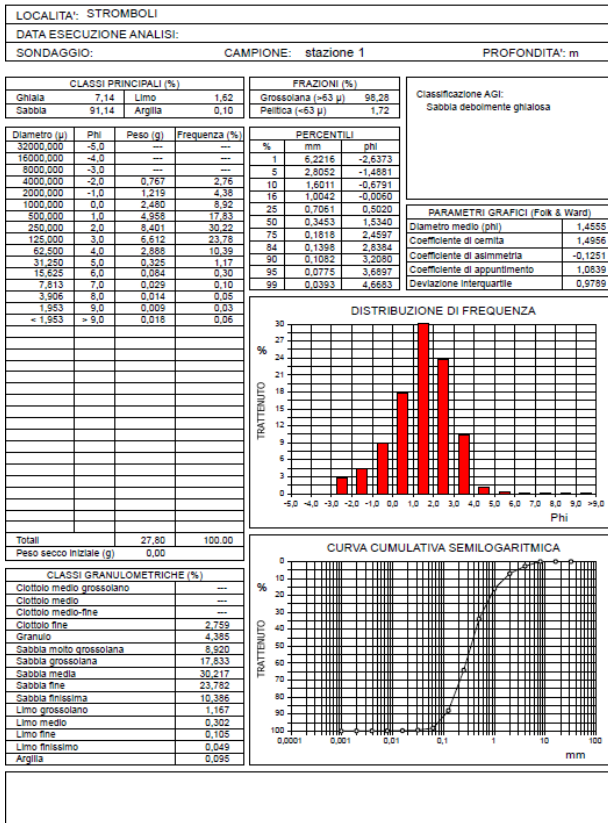 LOCALITA': STROMBOLI
DATA ESECUZIONE ANALISI:
SONDAGGIO: CAMPIONE: stazione 1 PROFONDITA': m
CLASSI PRINCIPALI (%)
Ghiaia 7,14 Limo 1,62
Sabbia 91,14 Argilla 0,10
FRAZIONI (%)
Grossolana (>63 µ) 98,28
Pelitica (<63 µ) 1,72
Classificazione AGI:
Sabbia debolmente ghiaiosa
Diametro (µ) Phi Peso (g) Frequenza (%)
32000,000 -5,0 --- ---
16000,000 -4,0 --- ---
8000,000 -3,0 --- ---
4000,000 -2,0 0,767 2,76
2000,000 -1,0 1,219 4,38
1000,000 0,0 2,480 8,92
500,000 1,0 4,958 17,83
250,000 2,0 8,401 30,22
125,000 3,0 6,612 23,78
62,500 4,0 2,888 10,39
31,250 5,0 0,325 1,17
15,625 6,0 0,084 0,30
7,813 7,0 0,029 0,10
3,906 8,0 0,014 0,05
1,953 9,0 0,009 0,03
< 1,953 > 9,0 0,018 0,06
Totali 27,80 100.00
Peso secco iniziale (g) 0,00
PERCENTILI
% mm phi
1 6,2216 -2,6373
5 2,8052 -1,4881
10 1,6011 -0,6791
16 1,0042 -0,0060
25 0,7061 0,5020
50 0,3453 1,5340
75 0,1818 2,4597
84 0,1398 2,8384
90 0,1082 3,2080
95 0,0775 3,6897
99 0,0393 4,6683
PARAMETRI GRAFICI (Folk & Ward)
Diametro medio (phi) 1,4555
Coefficiente di cernita 1,4956
Coefficiente di asimmetria -0,1251
Coefficiente di appuntimento 1,0839
Deviazione interquartile 0,9789
DISTRIBUZIONE DI FREQUENZA
%
TRATTENUTO
30
27
24
21
18
15
12
9
6
3
0
-5,0 -4,0 -3,0 -2,0 -1,0 0,0 1,0 2,0 3,0 4,0 5,0 6,0 7,0 8,0 >9,0
Phi
CLASSI GRANULOMETRICHE (%)
Ciottolo medio grossolano ---
Ciottolo medio ---
Ciottolo medio-fine ---
Ciottolo fine 2,759
Granulo 4,385
Sabbia molto grossolana 8,920
Sabbia grossolana 17,833
Sabbia media 30,217
Sabbia fine 23,782
Sabbia finissima 10,386
Limo grossolano 1,167
Limo medio 0,302
Limo fine 0,105
Limo finissimo 0,049
Argilla 0,095
CURVA CUMULATIVA SEMILOGARITMICA
%
TRATTENUTO
0
10
20
30
40
50
60
70
80
90
100
0,0001 0,001 0,01 0,1 1 10 100
mm